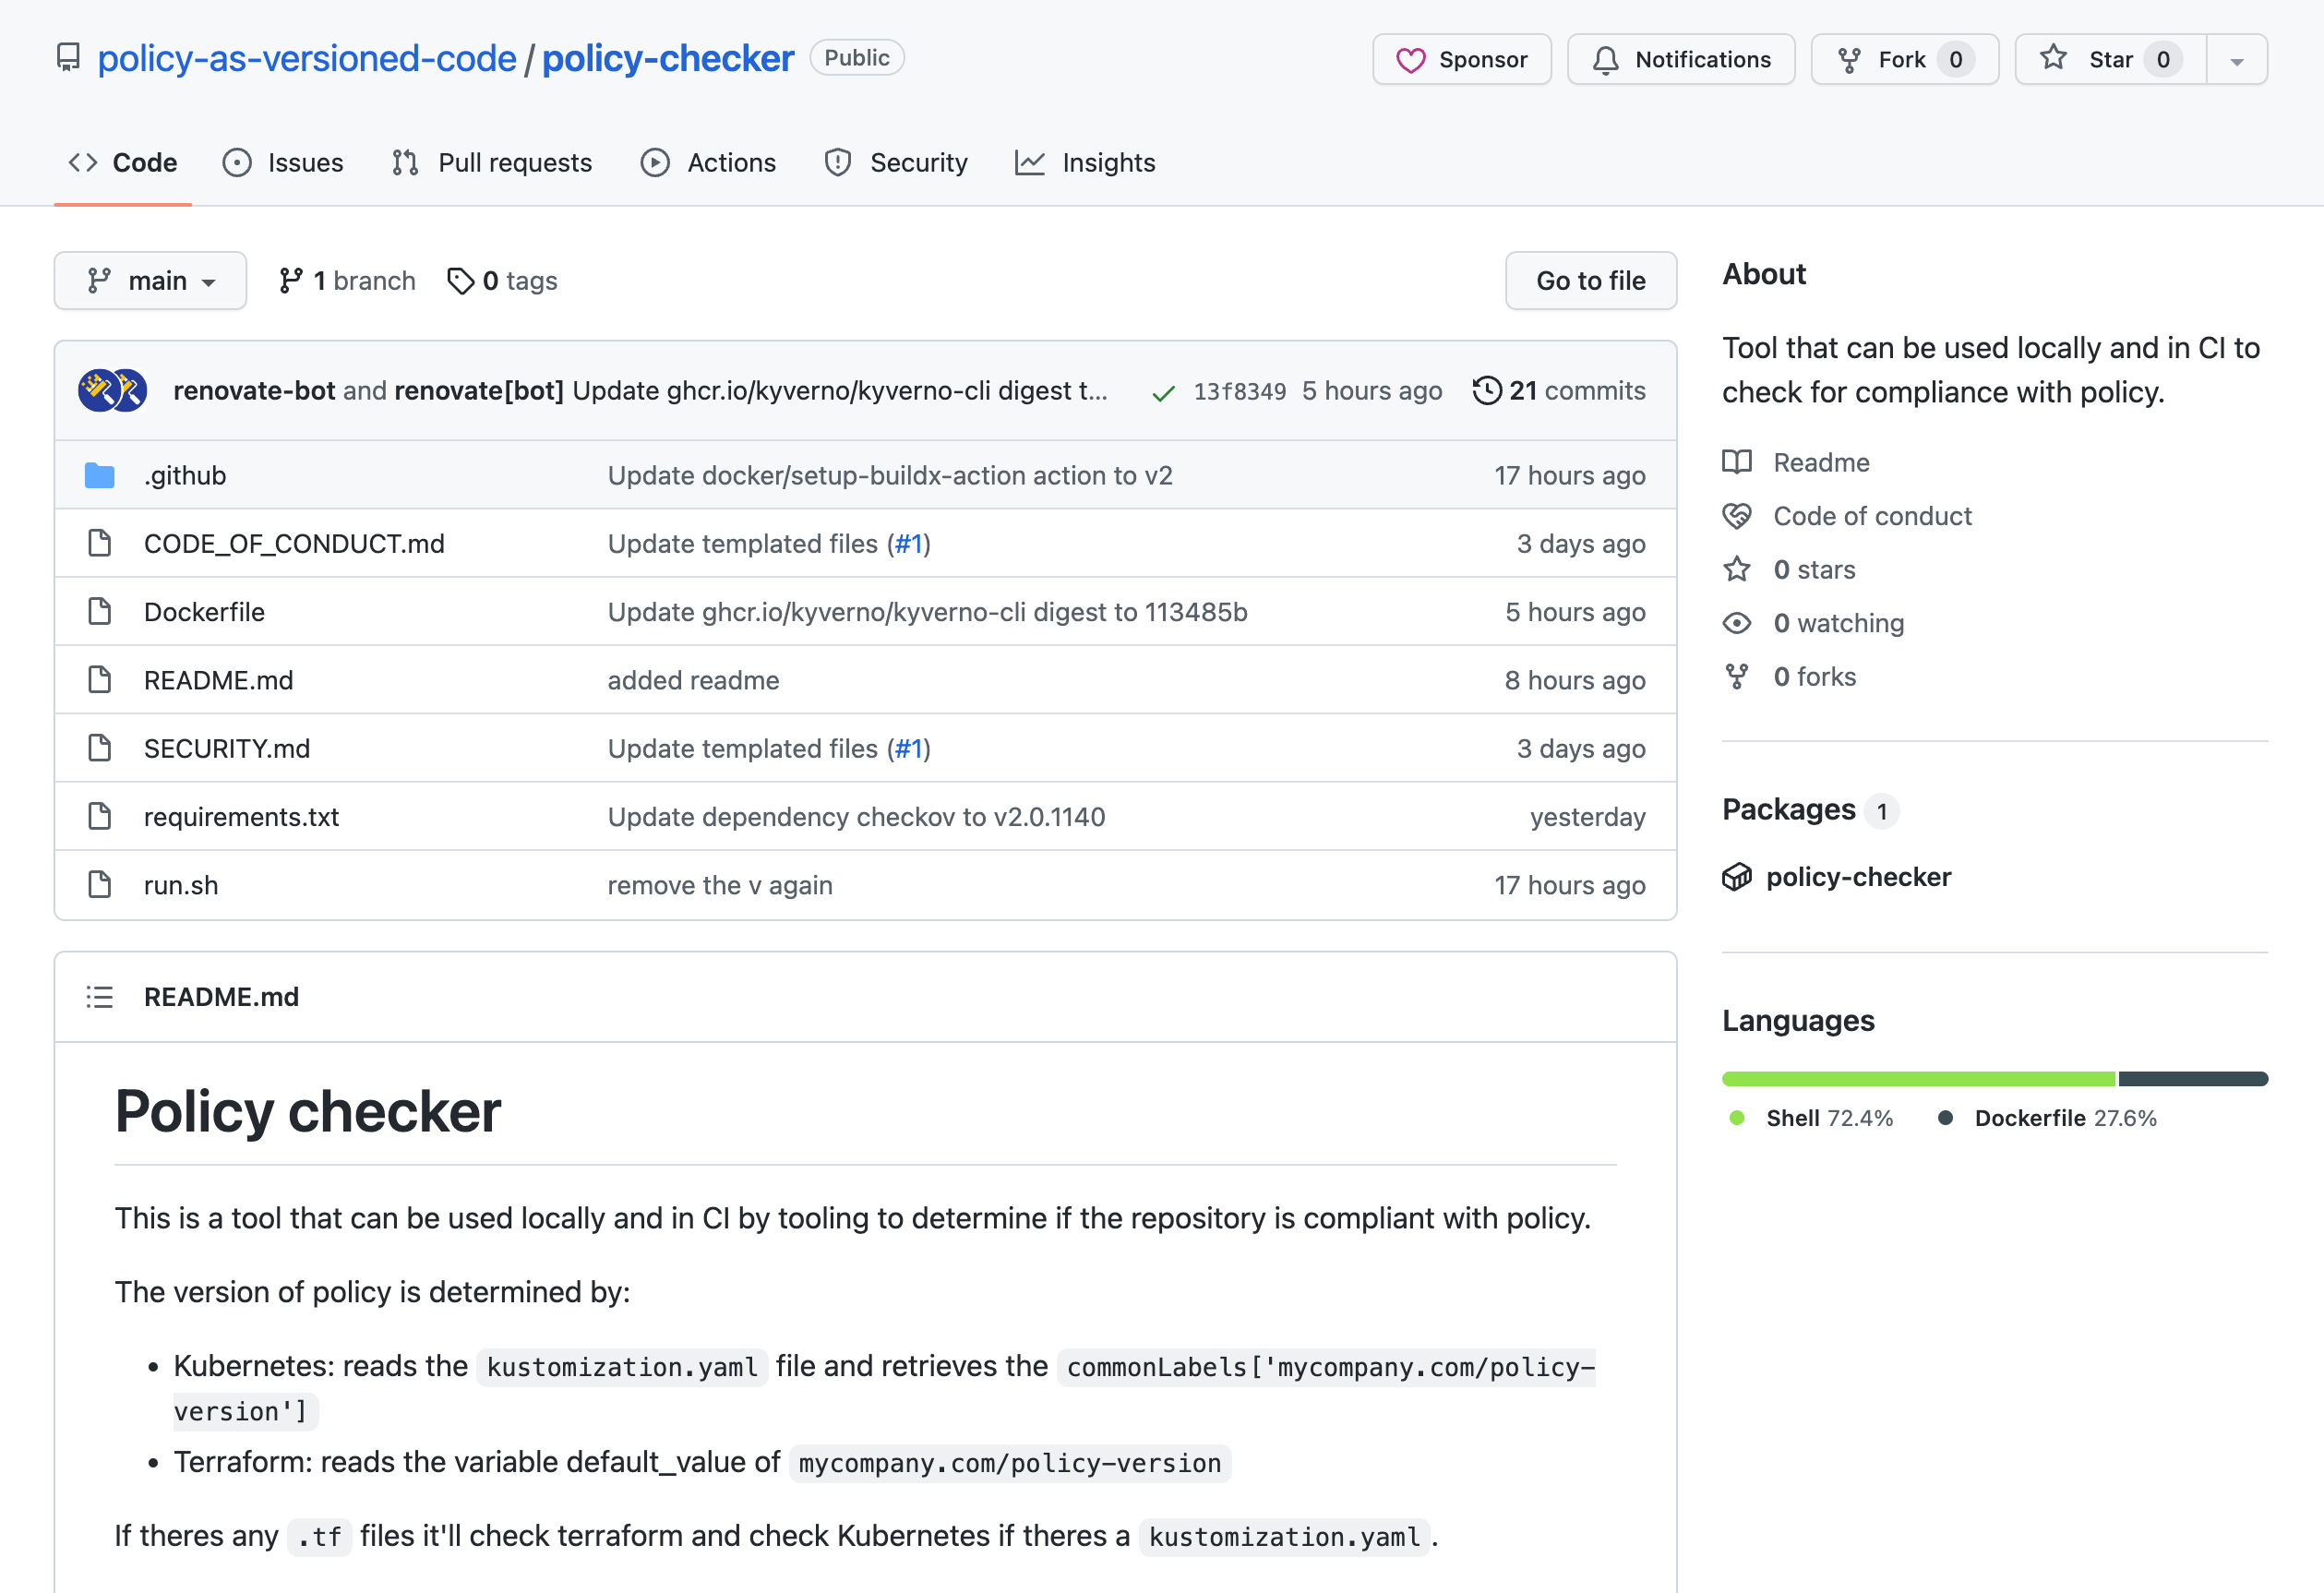 policy-as-versioned-code / policy-checker Public
Sponsor Notifications Fork 0 Star 0
Code Issues Pull requests Actions Security Insights
main 1 branch 0 tags Go to file
renovate-bot and renovate[bot] Update ghcr.io/kyverno/kyverno-cli digest t... 13f8349 5 hours ago 21 commits
.github Update docker/setup-buildx-action action to v2 17 hours ago
CODE_OF_CONDUCT.md Update templated files (#1) 3 days ago
Dockerfile Update ghcr.io/kyverno/kyverno-cli digest to 113485b 5 hours ago
README.md added readme 8 hours ago
SECURITY.md Update templated files (#1) 3 days ago
requirements.txt Update dependency checkov to v2.0.1140 yesterday
run.sh remove the v again 17 hours ago
README.md
Policy checker
This is a tool that can be used locally and in CI by tooling to determine if the repository is compliant with policy.
The version of policy is determined by:
• Kubernetes: reads the kustomization.yaml file and retrieves the commonLabels['mycompany.com/policy-
version']
• Terraform: reads the variable default_value of mycompany.com/policy-version
If theres any .tf files it'll check terraform and check Kubernetes if theres a kustomization.yaml.
About
Tool that can be used locally and in CI to
check for compliance with policy.
Readme
Code of conduct
0 stars
0 watching
0 forks
Packages 1
policy-checker
Languages
Shell 72.4% Dockerfile 27.6%